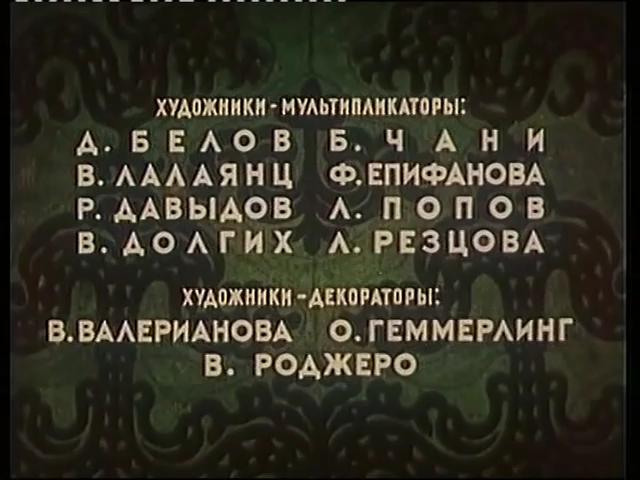 ХУДОЖНИКИ-МУЛЬТИПЛИКАТОРЫ:
Д. БЕЛОВ Б. ЧАНИ
В. ЛАЛАЯНЦ Ф. ЕПИФАНОВА
Р. ДАВЫДОВ Л. ПОПОВ
В. ДОЛГИХ Л. РЕЗЦОВА
ХУДОЖНИКИ-ДЕКОРАТОРЫ:
В. ВАЛЕРИАНОВА О. ГЕММЕРЛИНГ
В. РОДЖЕРО